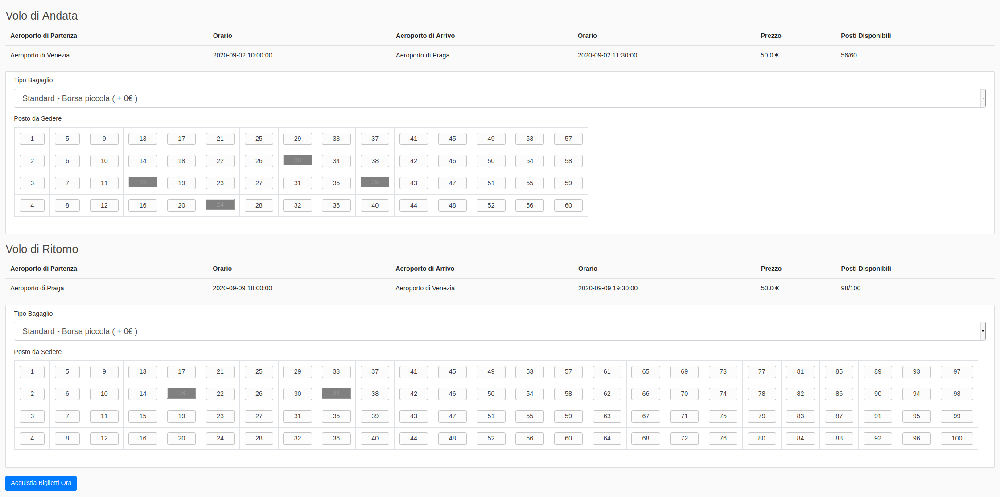 Volo di Andata
Aeroporto di Partenza Orario Aeroporto di Arrivo Orario Prezzo Posti Disponibili
Aeroporto di Venezia 2020-09-02 10:00:00 Aeroporto di Praga 2020-09-02 11:30:00 50.0 € 56/60
Tipo Bagaglio
Standard - Borsa piccola ( + 0€ )
Posto da Sedere
1 5 9 13 17 21 25 29 33 37 41 45 49 53 57
2 6 10 14 18 22 26 30 34 38 42 46 50 54 58
3 7 11 15 19 23 27 31 35 39 43 47 51 55 59
4 8 12 16 20 24 28 32 36 40 44 48 52 56 60
Volo di Ritorno
Aeroporto di Partenza Orario Aeroporto di Arrivo Orario Prezzo Posti Disponibili
Aeroporto di Praga 2020-09-09 18:00:00 Aeroporto di Venezia 2020-09-09 19:30:00 50.0 € 98/100
Tipo Bagaglio
Standard - Borsa piccola ( + 0€ )
Posto da Sedere
1 5 9 13 17 21 25 29 33 37 41 45 49 53 57 61 65 69 73 77 81 85 89 93 97
2 6 10 14 18 22 26 30 34 38 42 46 50 54 58 62 66 70 74 78 82 86 90 94 98
3 7 11 15 19 23 27 31 35 39 43 47 51 55 59 63 67 71 75 79 83 87 91 95 99
4 8 12 16 20 24 28 32 36 40 44 48 52 56 60 64 68 72 76 80 84 88 92 96 100
Acquistia Biglietti Ora